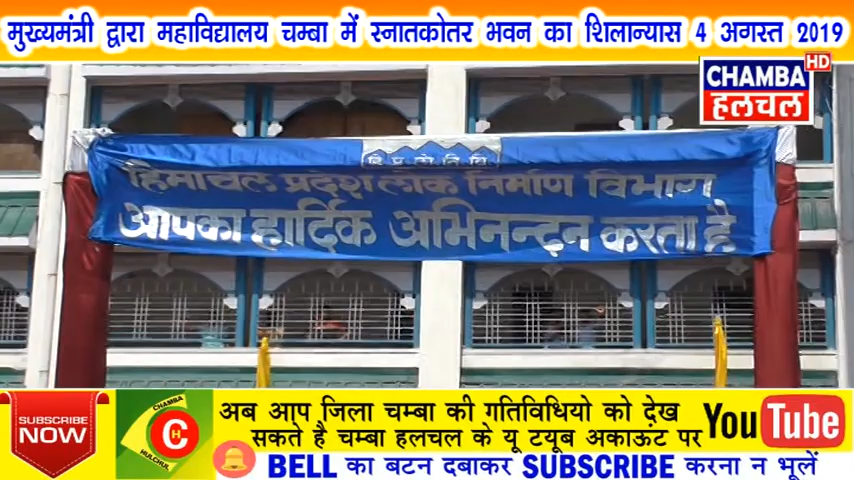 मुख्यमंत्री द्वारा महाविद्यालय चम्बा में स्नातकोतर भवन का शिलान्यास 4 अगस्त 2019
CHAMBA HD
हलचल
हि.प्र.लो.नि.वि
हिमाचल प्रदेश लोक निर्माण विभाग
आपका हार्दिक अभिनन्दन करता है
SUBSCRIBE
NOW
CHAMBA
CH
HULCHUL
अब आप जिला चम्बा की गतिविधियो को देख
सकते है चम्बा हलचल के यू टयूब अकाऊट पर
YouTube
BELL का बटन दबाकर SUBSCRIBE करना न भूलें